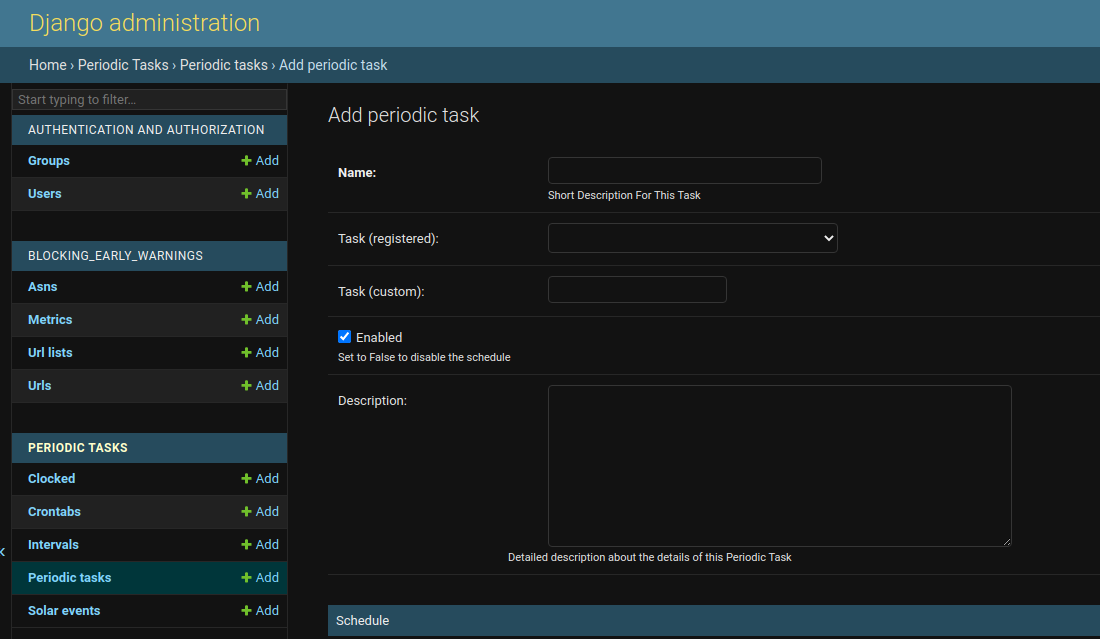 Django administration
Home › Periodic Tasks › Periodic tasks › Add periodic task
Start typing to filter…
AUTHENTICATION AND AUTHORIZATION
Groups + Add
Users + Add
BLOCKING_EARLY_WARNINGS
Asns + Add
Metrics + Add
Url lists + Add
Urls + Add
PERIODIC TASKS
Clocked + Add
Crontabs + Add
Intervals + Add
Periodic tasks + Add
Solar events + Add
«
Add periodic task
Name:
Short Description For This Task
Task (registered):
Task (custom):
Enabled
Set to False to disable the schedule
Description:
Detailed description about the details of this Periodic Task
Schedule